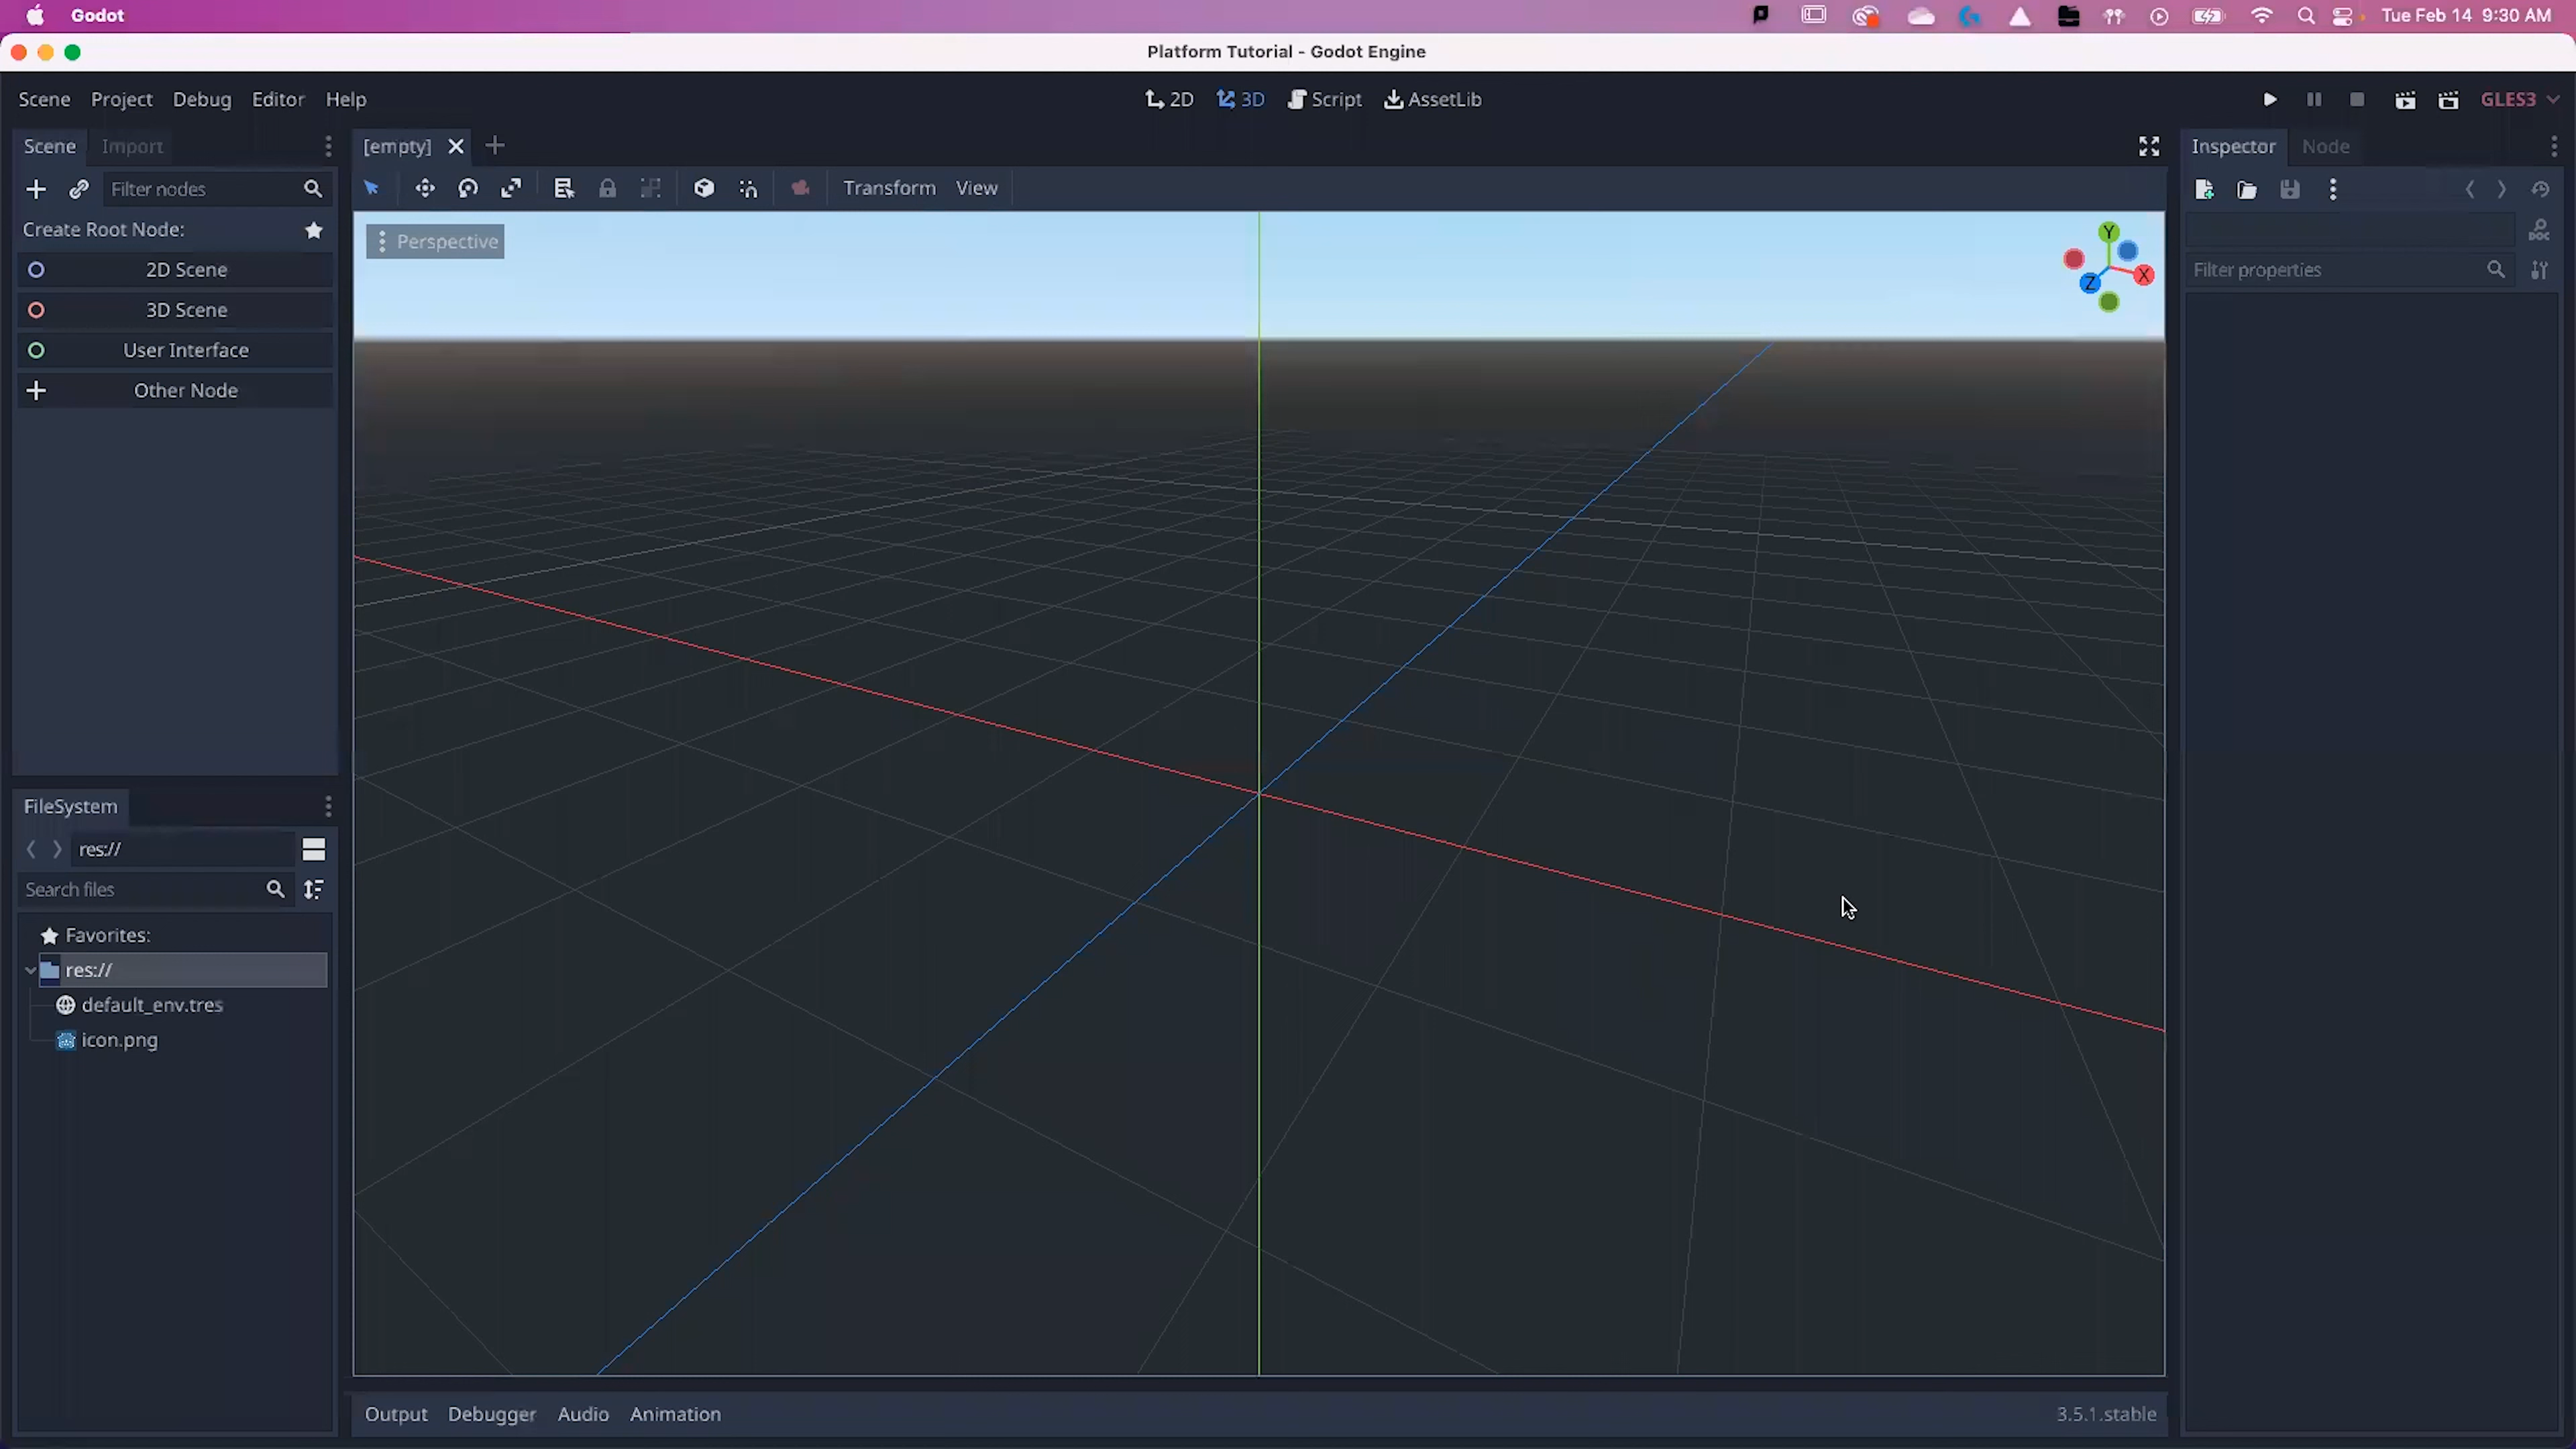 Godot
Tue Feb 14 9:30 AM
Platform Tutorial - Godot Engine
Scene Project Debug Editor Help
2D 3D Script AssetLib
GLES3
Scene Import
[empty]
Inspector Node
Filter nodes
Transform View
Create Root Node:
Perspective
2D Scene
3D Scene
User Interface
Other Node
Y
X
Z
DOC
Filter properties
FileSystem
res://
Search files
Favorites:
res://
default_env.tres
icon.png
Output Debugger Audio Animation
3.5.1.stable